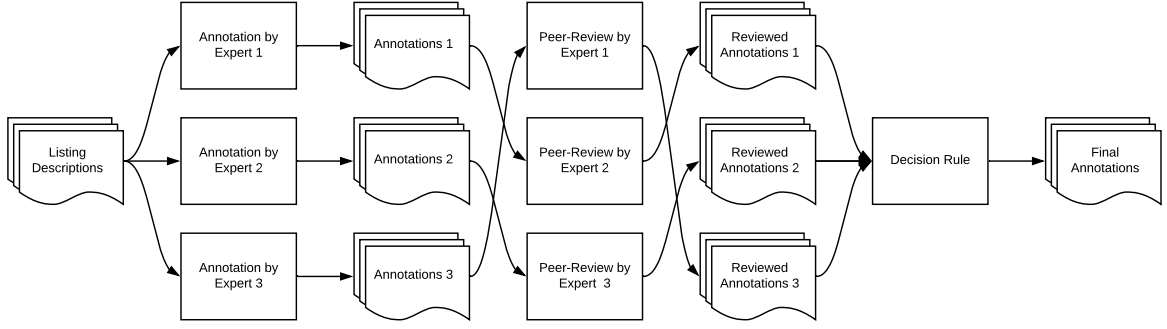 Listing
Descriptions
Annotation by
Expert 1
Annotation by
Expert 2
Annotation by
Expert 3
Annotations 1
Annotations 2
Annotations 3
Peer-Review by
Expert 1
Peer-Review by
Expert 2
Peer-Review by
Expert  3
Reviewed
Annotations 1
Reviewed
Annotations 2
Reviewed
Annotations 3
Decision Rule
Final
Annotations